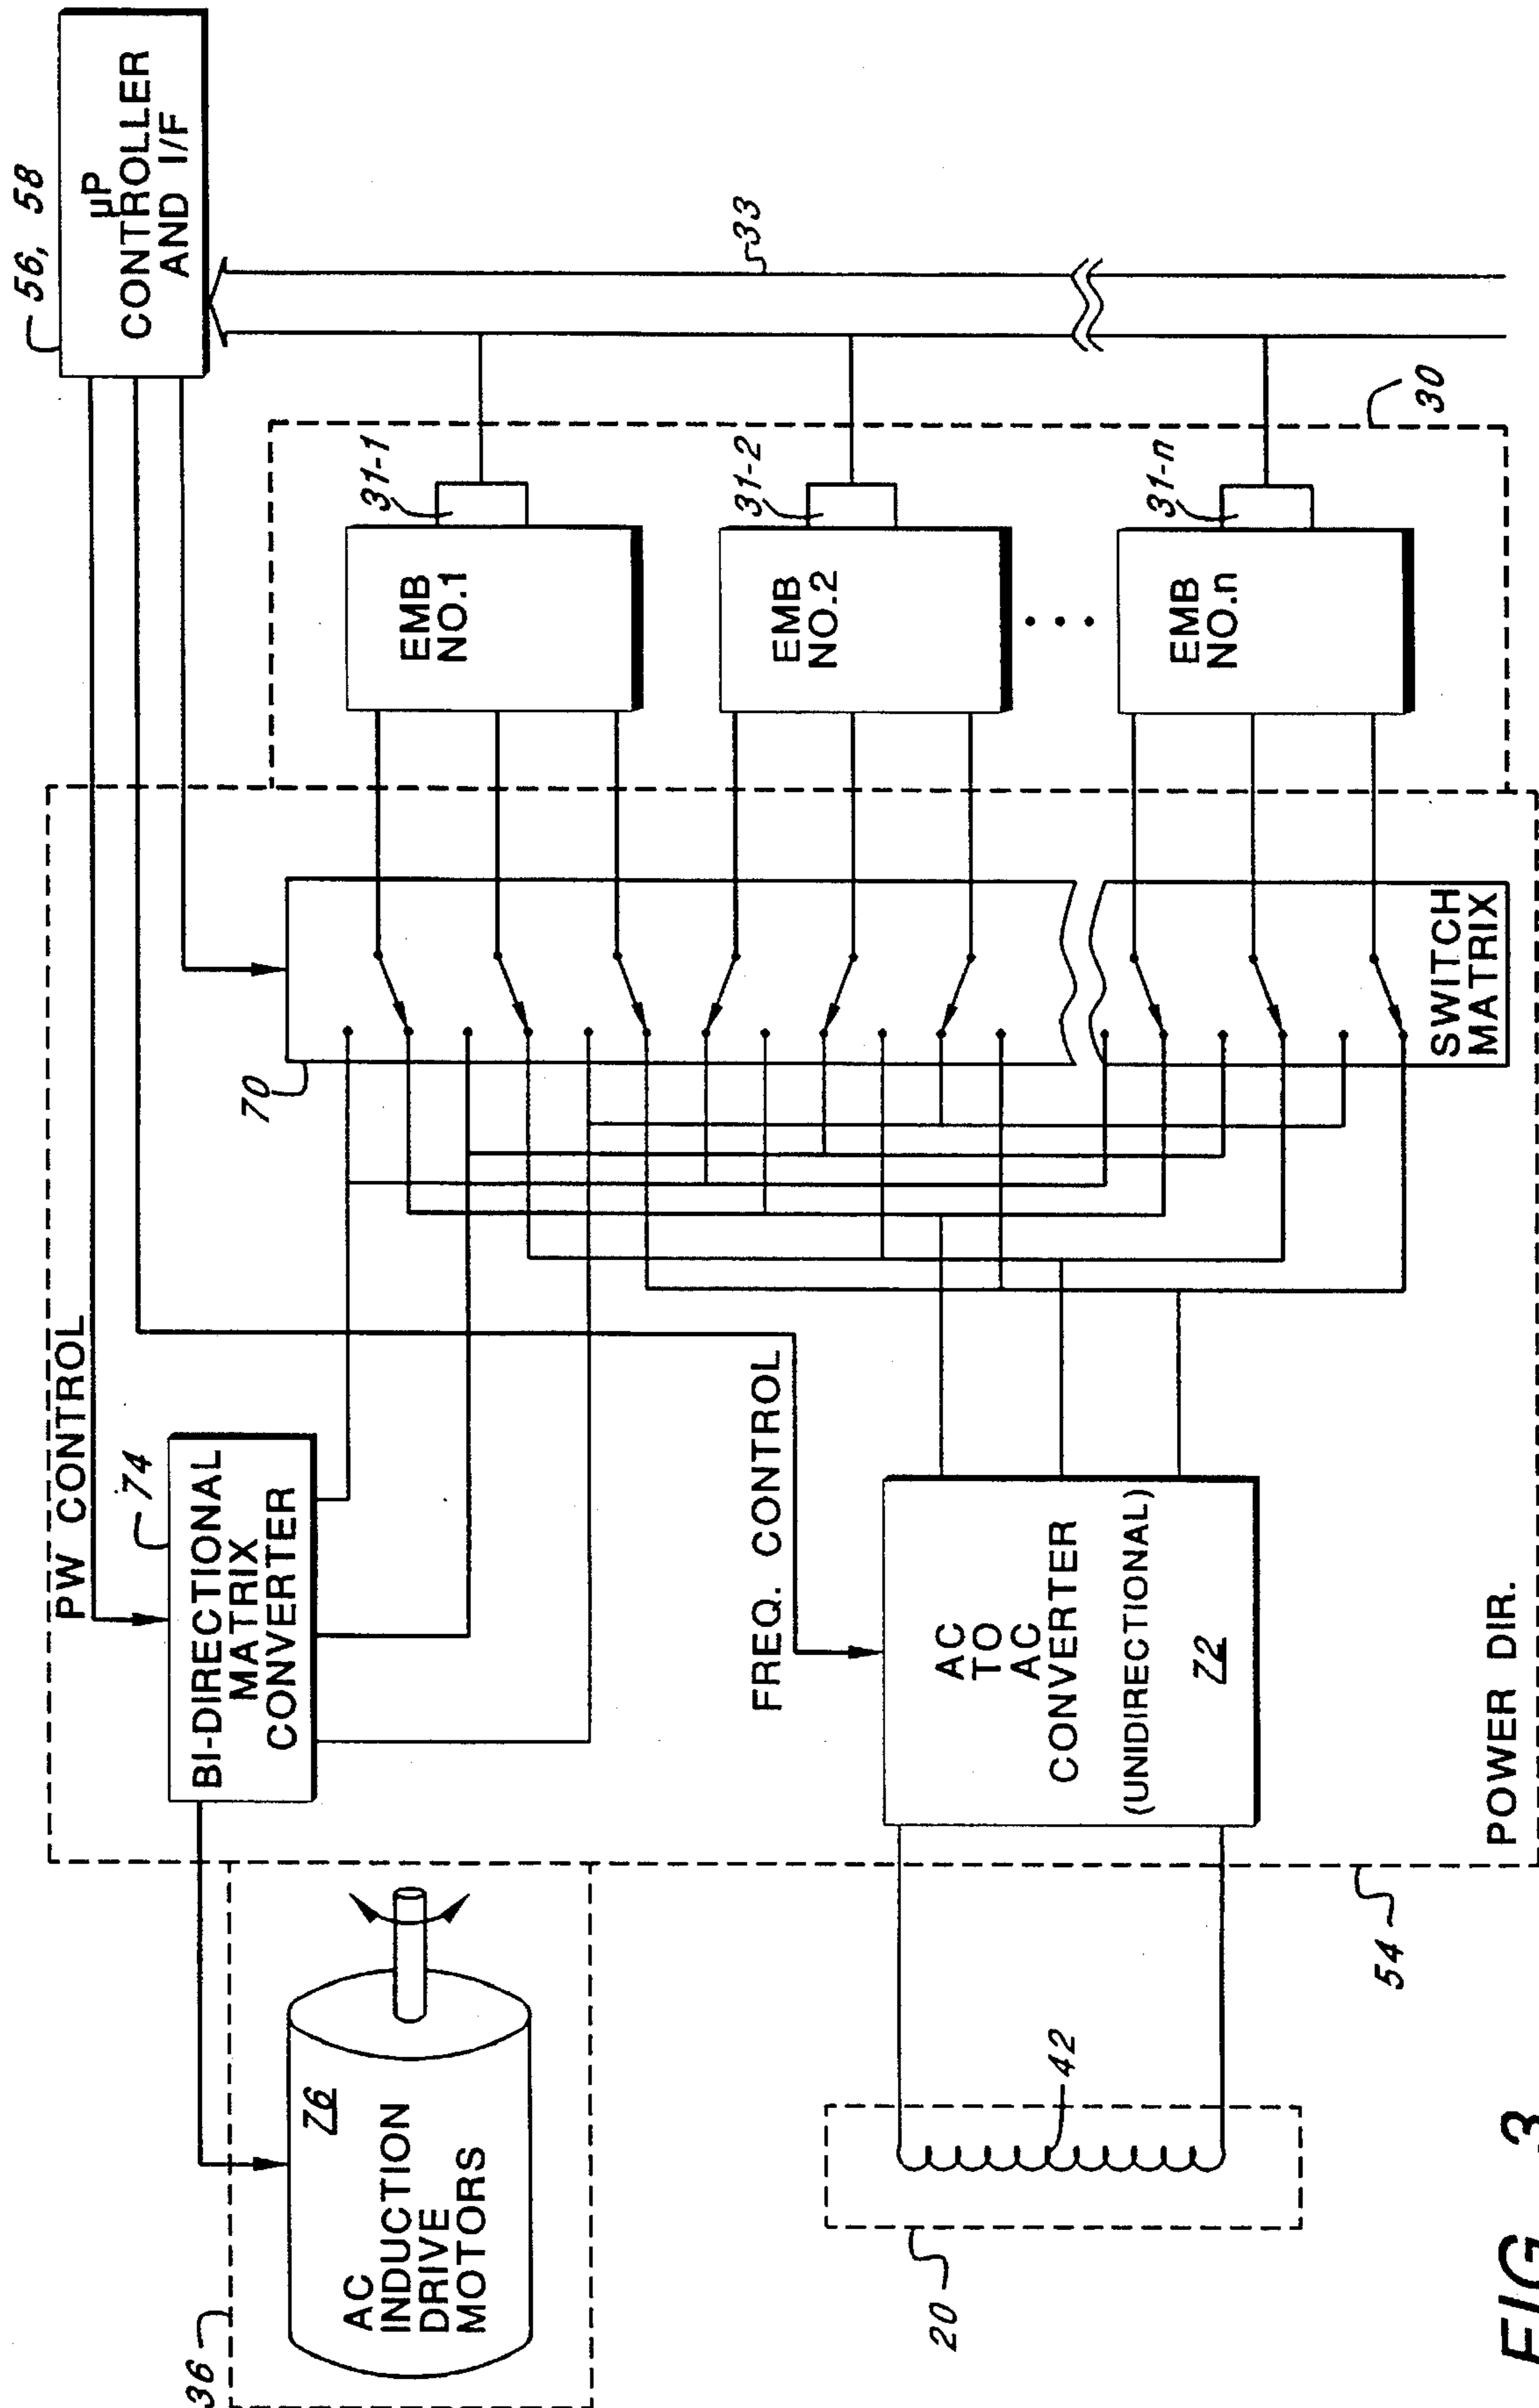 56, 58
µP
CONTROLLER
AND I/F
33
30
31-1
EMB
NO.1
31-2
EMB
NO.2
• • •
31-n
EMB
NO.n
70
SWITCH
MATRIX
PW CONTROL
74
BI-DIRECTIONAL
MATRIX
CONVERTER
FREQ. CONTROL
AC
TO
AC
CONVERTER
(UNIDIRECTIONAL)
72
POWER DIR.
54
36
76
AC
INDUCTION
DRIVE
MOTORS
42
20
FIG. 3